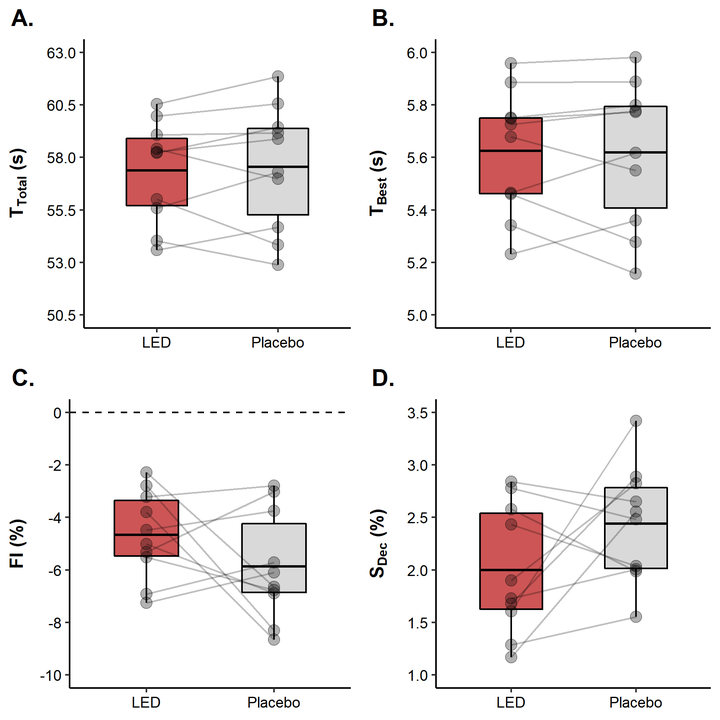 A.
T_Total (s)
63.0
60.5
58.0
55.5
53.0
50.5
LED Placebo
B.
T_Best (s)
6.0
5.8
5.6
5.4
5.2
5.0
LED Placebo
C.
FI (%)
0
-2
-4
-6
-8
-10
LED Placebo
D.
S_Dec (%)
3.5
3.0
2.5
2.0
1.5
1.0
LED Placebo